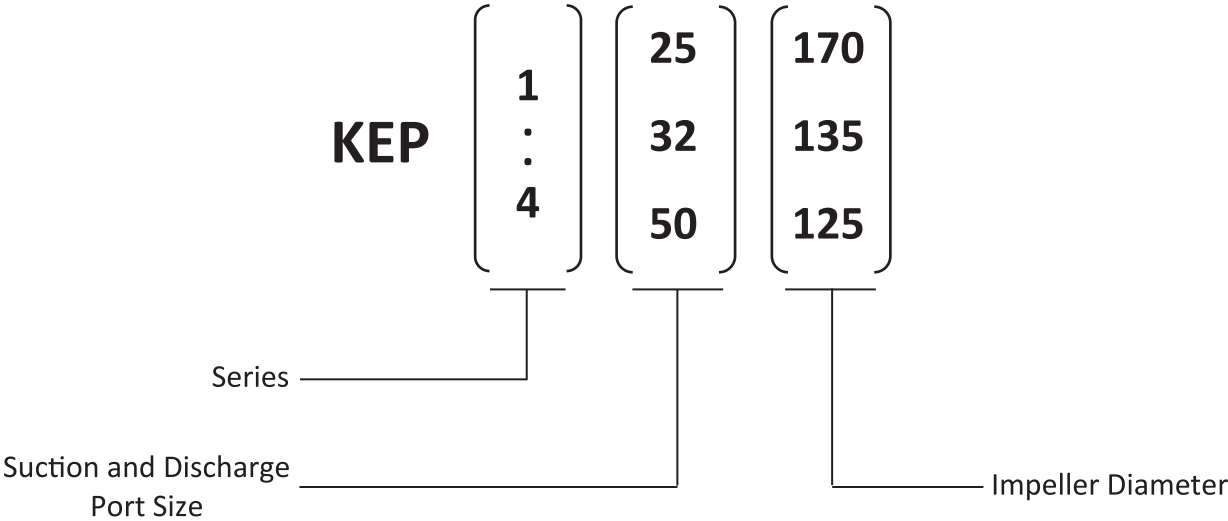 25 170
1
KEP : 32 135
4
50 125
Series
Suction and Discharge
Port Size
Impeller Diameter